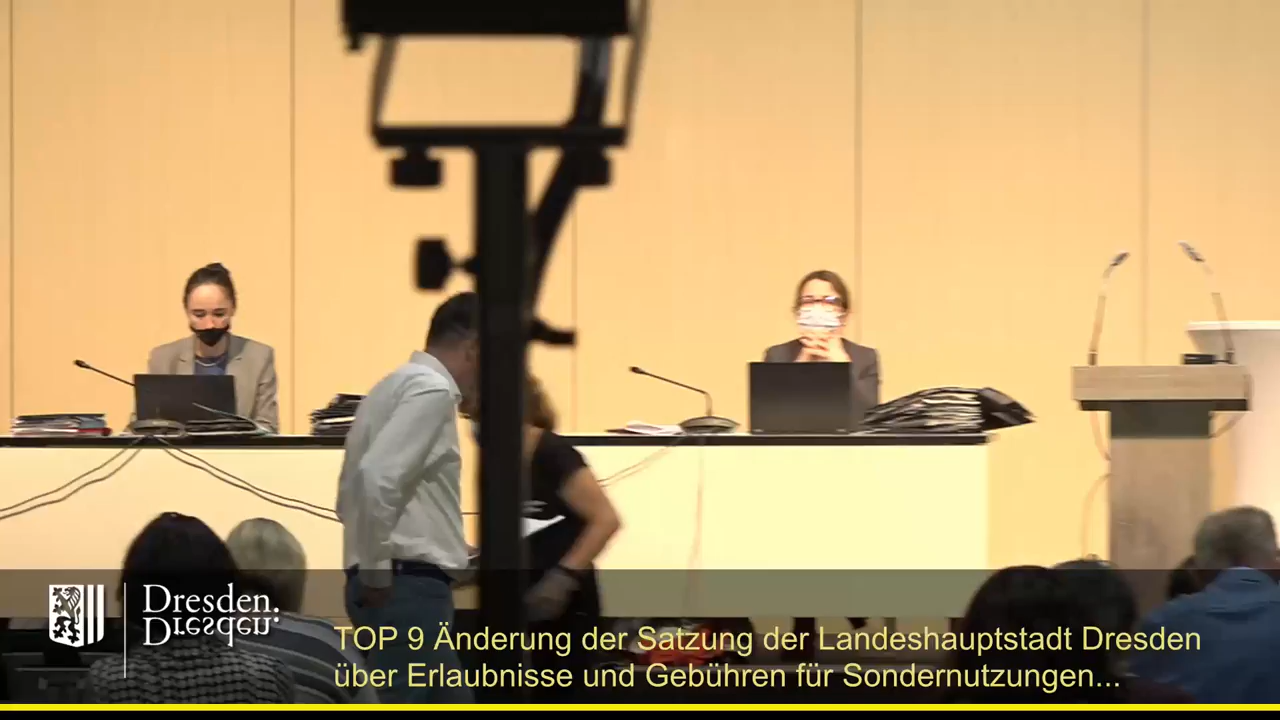 Dresden.
Dresden.
TOP 9 Änderung der Satzung der Landeshauptstadt Dresden
über Erlaubnisse und Gebühren für Sondernutzungen...